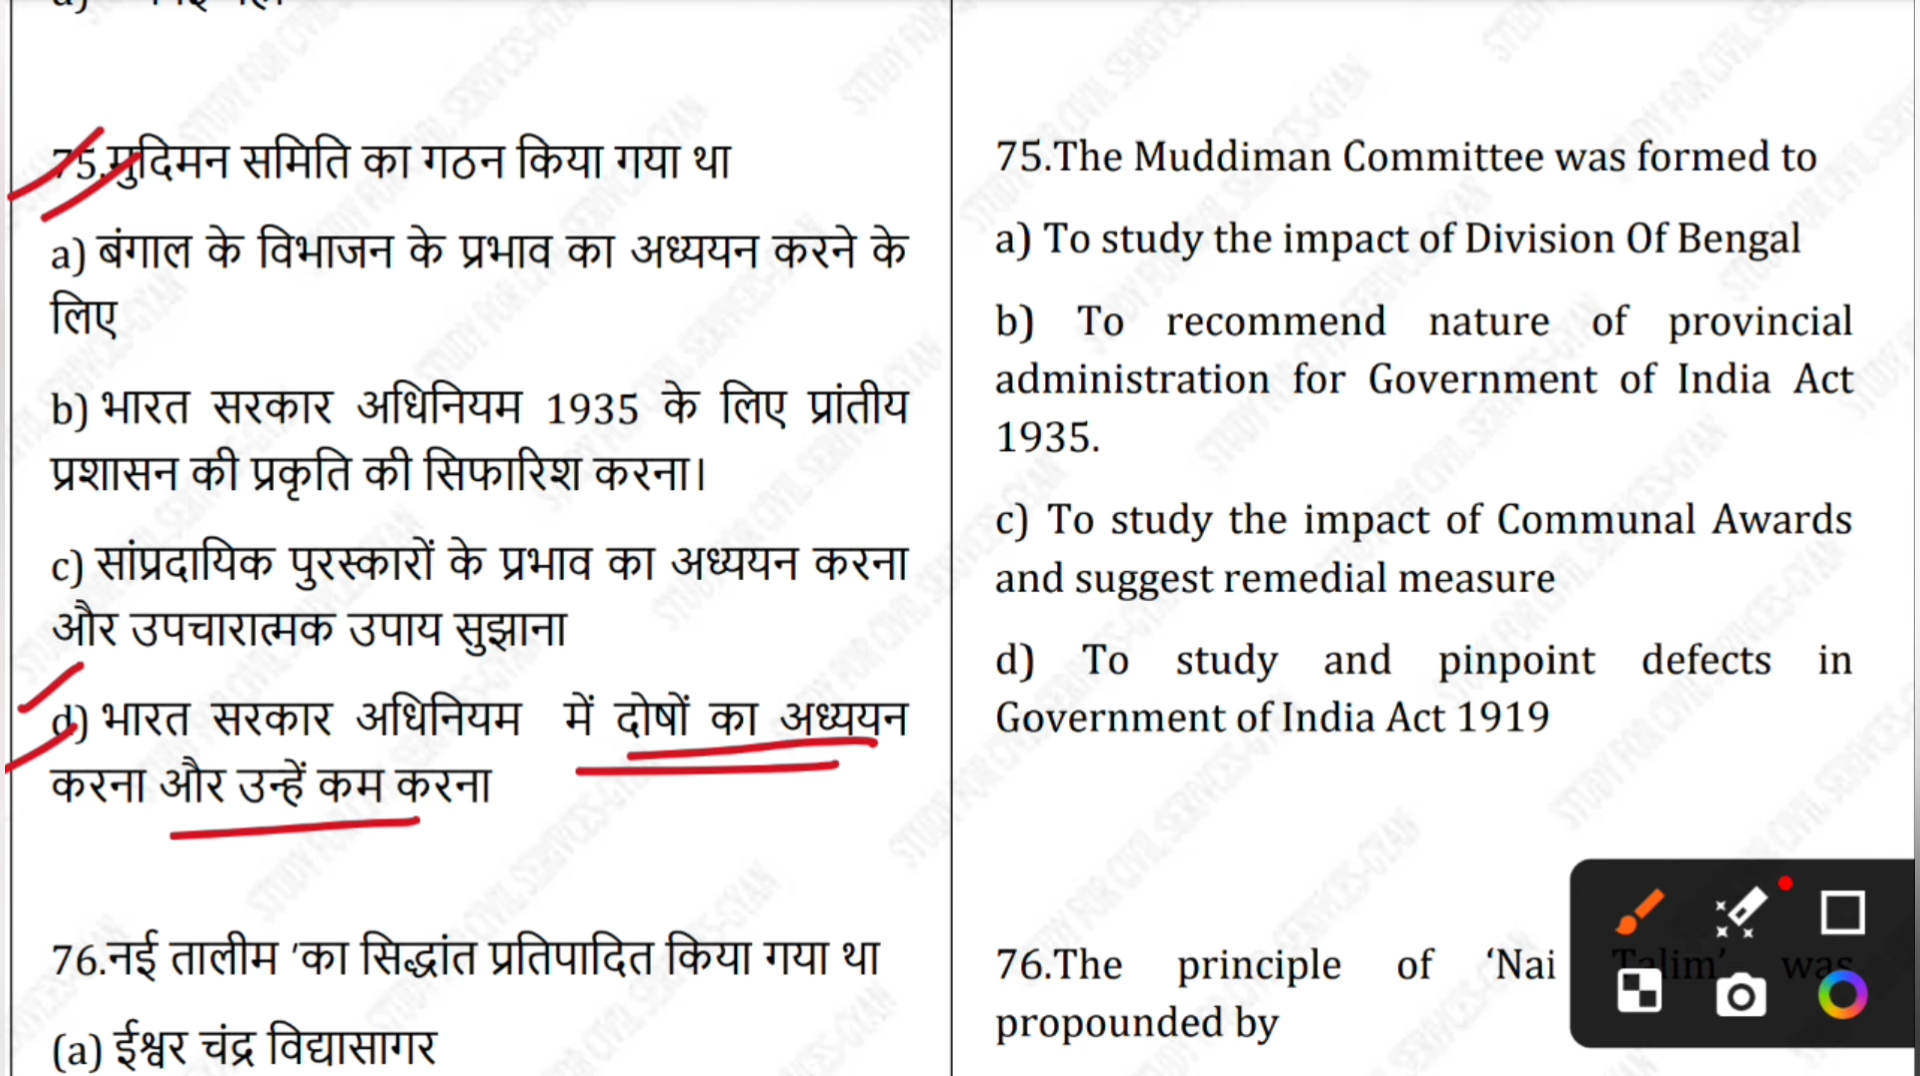 75.मुदिमन समिति का गठन किया गया था
a) बंगाल के विभाजन के प्रभाव का अध्ययन करने के
लिए
b) भारत सरकार अधिनियम 1935 के लिए प्रांतीय
प्रशासन की प्रकृति की सिफारिश करना।
c) सांप्रदायिक पुरस्कारों के प्रभाव का अध्ययन करना
और उपचारात्मक उपाय सुझाना
d) भारत सरकार अधिनियम में दोषों का अध्ययन
करना और उन्हें कम करना
76.नई तालीम ’का सिद्धांत प्रतिपादित किया गया था
(a) ईश्वर चंद्र विद्यासागर
75.The Muddiman Committee was formed to
a) To study the impact of Division Of Bengal
b) To recommend nature of provincial
administration for Government of India Act
1935.
c) To study the impact of Communal Awards
and suggest remedial measure
d) To study and pinpoint defects in
Government of India Act 1919
76.The principle of ‘Nai Talim’ was
propounded by